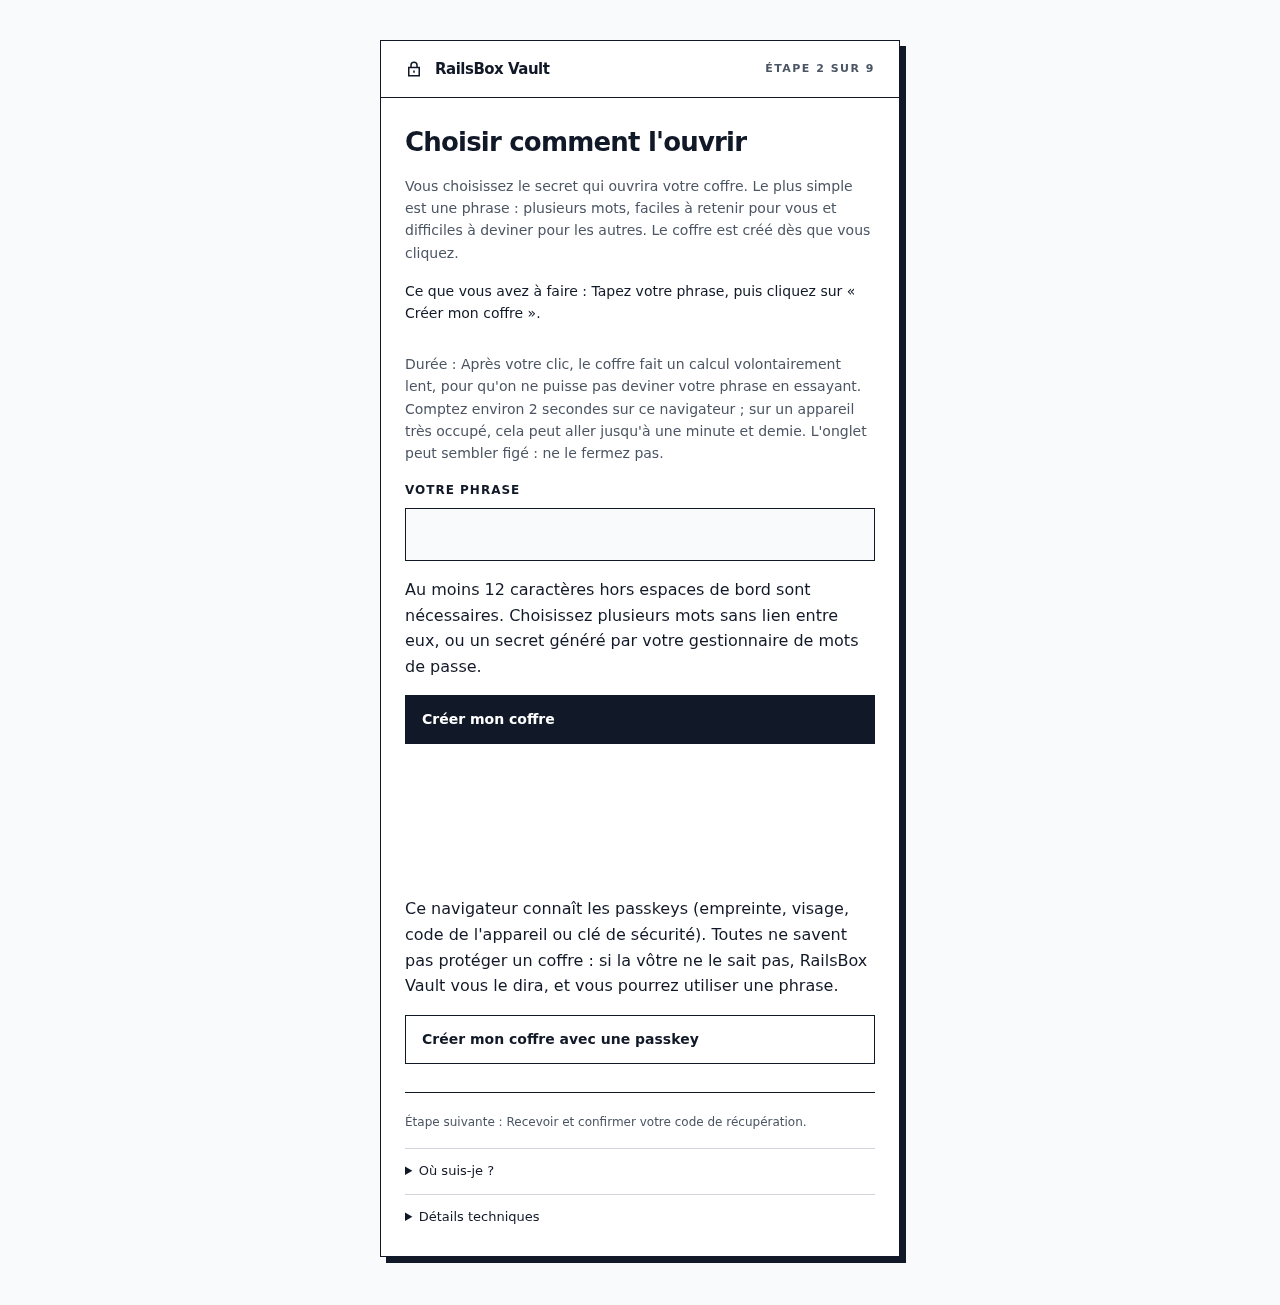 RailsBox Vault
ÉTAPE 2 SUR 9
Choisir comment l'ouvrir
Vous choisissez le secret qui ouvrira votre coffre. Le plus simple
est une phrase : plusieurs mots, faciles à retenir pour vous et
difficiles à deviner pour les autres. Le coffre est créé dès que vous
cliquez.
Ce que vous avez à faire : Tapez votre phrase, puis cliquez sur «
Créer mon coffre ».
Durée : Après votre clic, le coffre fait un calcul volontairement
lent, pour qu'on ne puisse pas deviner votre phrase en essayant.
Comptez environ 2 secondes sur ce navigateur ; sur un appareil
très occupé, cela peut aller jusqu'à une minute et demie. L'onglet
peut sembler figé : ne le fermez pas.
VOTRE PHRASE
Au moins 12 caractères hors espaces de bord sont
nécessaires. Choisissez plusieurs mots sans lien entre
eux, ou un secret généré par votre gestionnaire de mots
de passe.
Créer mon coffre
Ce navigateur connaît les passkeys (empreinte, visage,
code de l'appareil ou clé de sécurité). Toutes ne savent
pas protéger un coffre : si la vôtre ne le sait pas, RailsBox
Vault vous le dira, et vous pourrez utiliser une phrase.
Créer mon coffre avec une passkey
Étape suivante : Recevoir et confirmer votre code de récupération.
Où suis-je ?
Détails techniques